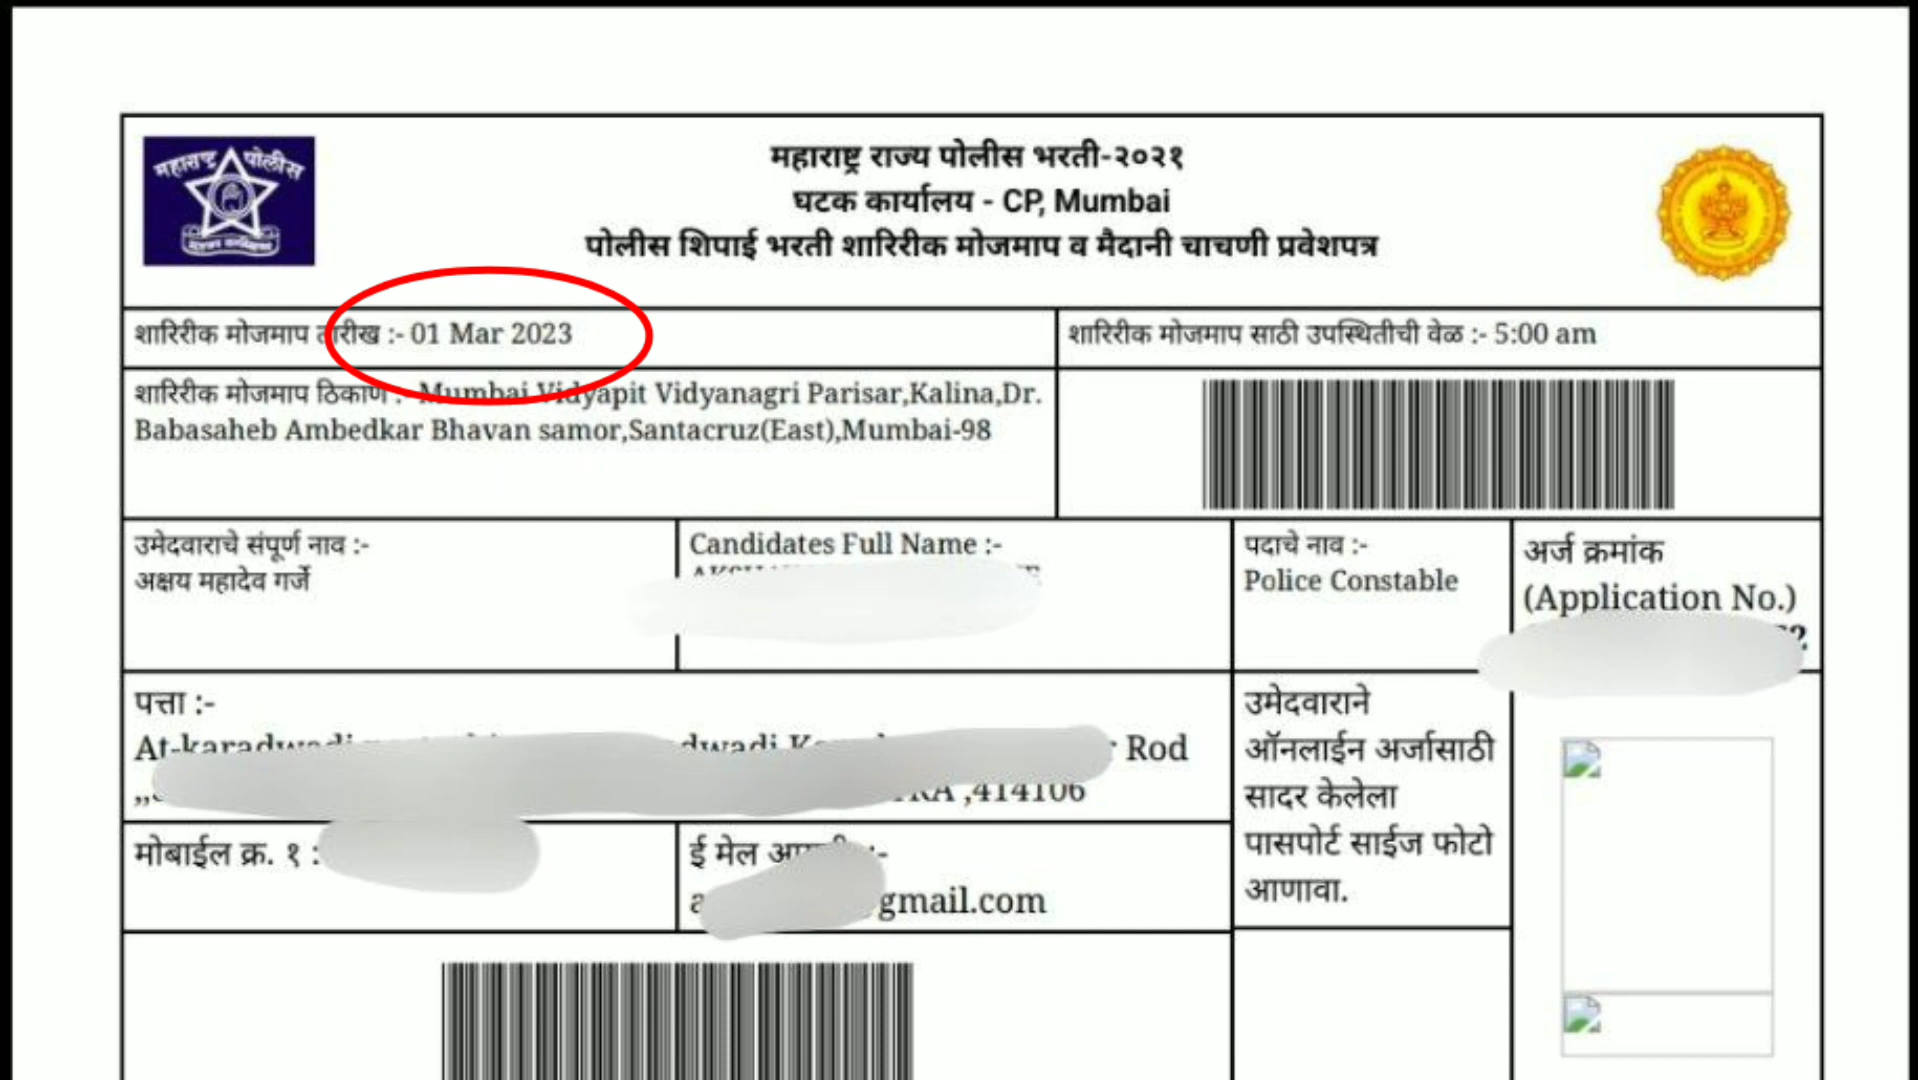 महाराष्ट्र पोलीस
महाराष्ट्र राज्य पोलीस भरती-२०२१
घटक कार्यालय - CP, Mumbai
पोलीस शिपाई भरती शारिरीक मोजमाप व मैदानी चाचणी प्रवेशपत्र
शारिरीक मोजमाप तारीख :- 01 Mar 2023
शारिरीक मोजमाप साठी उपस्थितीची वेळ :- 5:00 am
शारिरीक मोजमाप ठिकाण :- Mumbai Vidyapit Vidyanagri Parisar,Kalina,Dr.
Babasaheb Ambedkar Bhavan samor,Santacruz(East),Mumbai-98
उमेदवाराचे संपूर्ण नाव :-
अक्षय महादेव गर्जे
Candidates Full Name :-
पदाचे नाव :-
Police Constable
अर्ज क्रमांक
(Application No.)
पत्ता :-
Rod
,414106
मोबाईल क्र. १ :
ई मेल :-
gmail.com
उमेदवाराने
ऑनलाईन अर्जासाठी
सादर केलेला
पासपोर्ट साईज फोटो
आणावा.